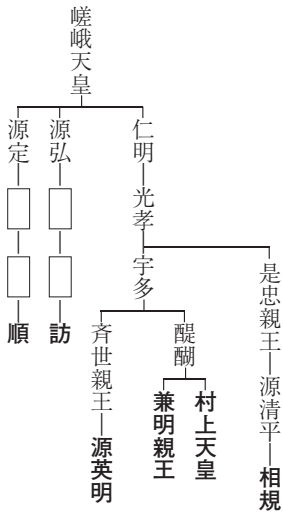 嵯峨天皇
仁明
光孝
是忠親王
源清平
相規
宇多
醍醐
村上天皇
兼明親王
斉世親王
源英明
源弘
訪
源定
順